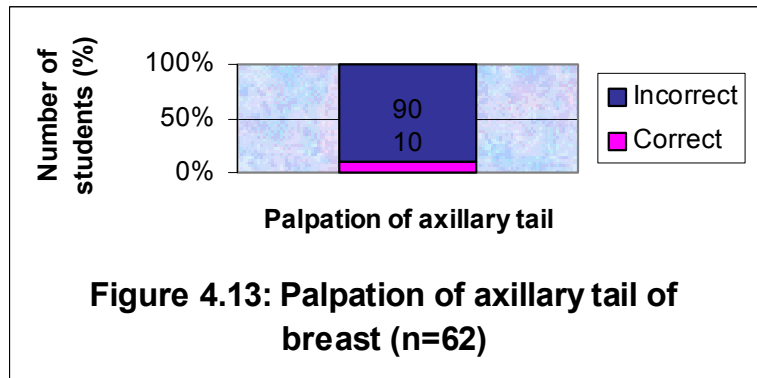 Number of
students (%)
100%
50%
0%
90
10
Incorrect
Correct
Palpation of axillary tail
Figure 4.13: Palpation of axillary tail of
breast (n=62)